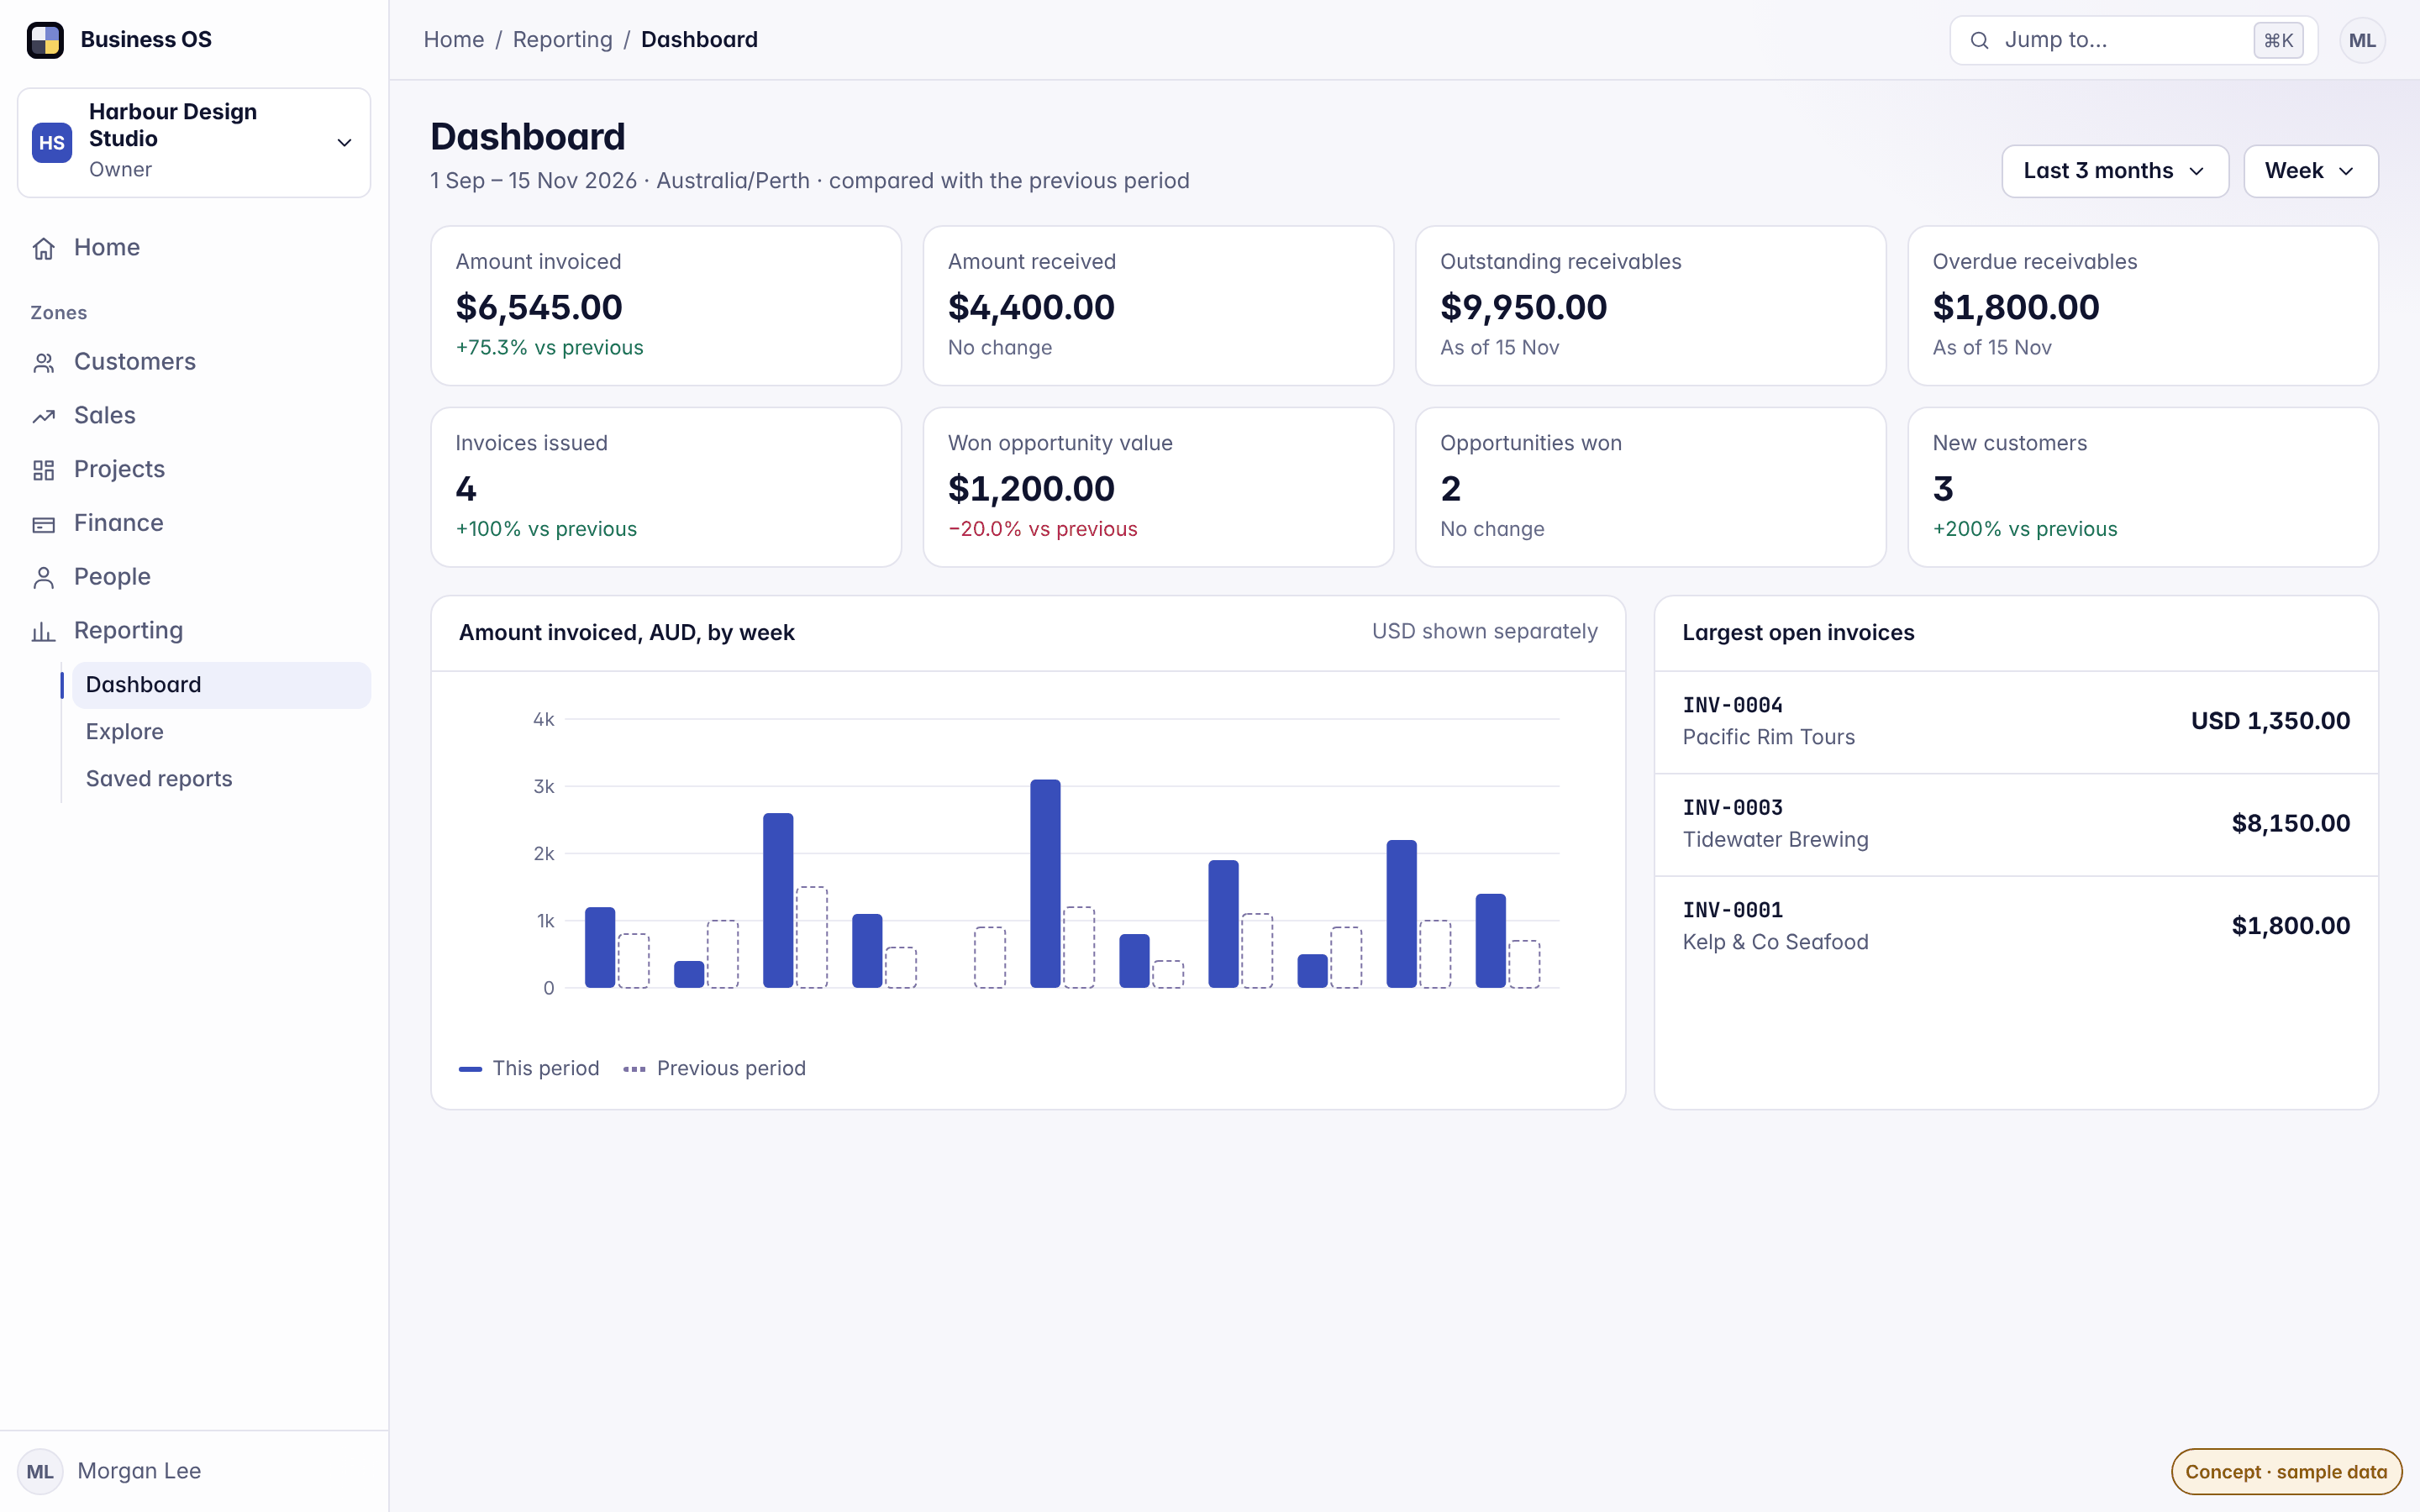 Business OS
HS
Harbour Design
Studio
Owner
Home
Zones
Customers
Sales
Projects
Finance
People
Reporting
Dashboard
Explore
Saved reports
ML
Morgan Lee
Home / Reporting / Dashboard
Jump to...
⌘K
ML
Dashboard
1 Sep – 15 Nov 2026 · Australia/Perth · compared with the previous period
Last 3 months
Week
Amount invoiced
$6,545.00
+75.3% vs previous
Amount received
$4,400.00
No change
Outstanding receivables
$9,950.00
As of 15 Nov
Overdue receivables
$1,800.00
As of 15 Nov
Invoices issued
4
+100% vs previous
Won opportunity value
$1,200.00
−20.0% vs previous
Opportunities won
2
No change
New customers
3
+200% vs previous
Amount invoiced, AUD, by week
USD shown separately
4k
3k
2k
1k
0
This period
Previous period
Largest open invoices
INV-0004
Pacific Rim Tours
USD 1,350.00
INV-0003
Tidewater Brewing
$8,150.00
INV-0001
Kelp & Co Seafood
$1,800.00
Concept · sample data